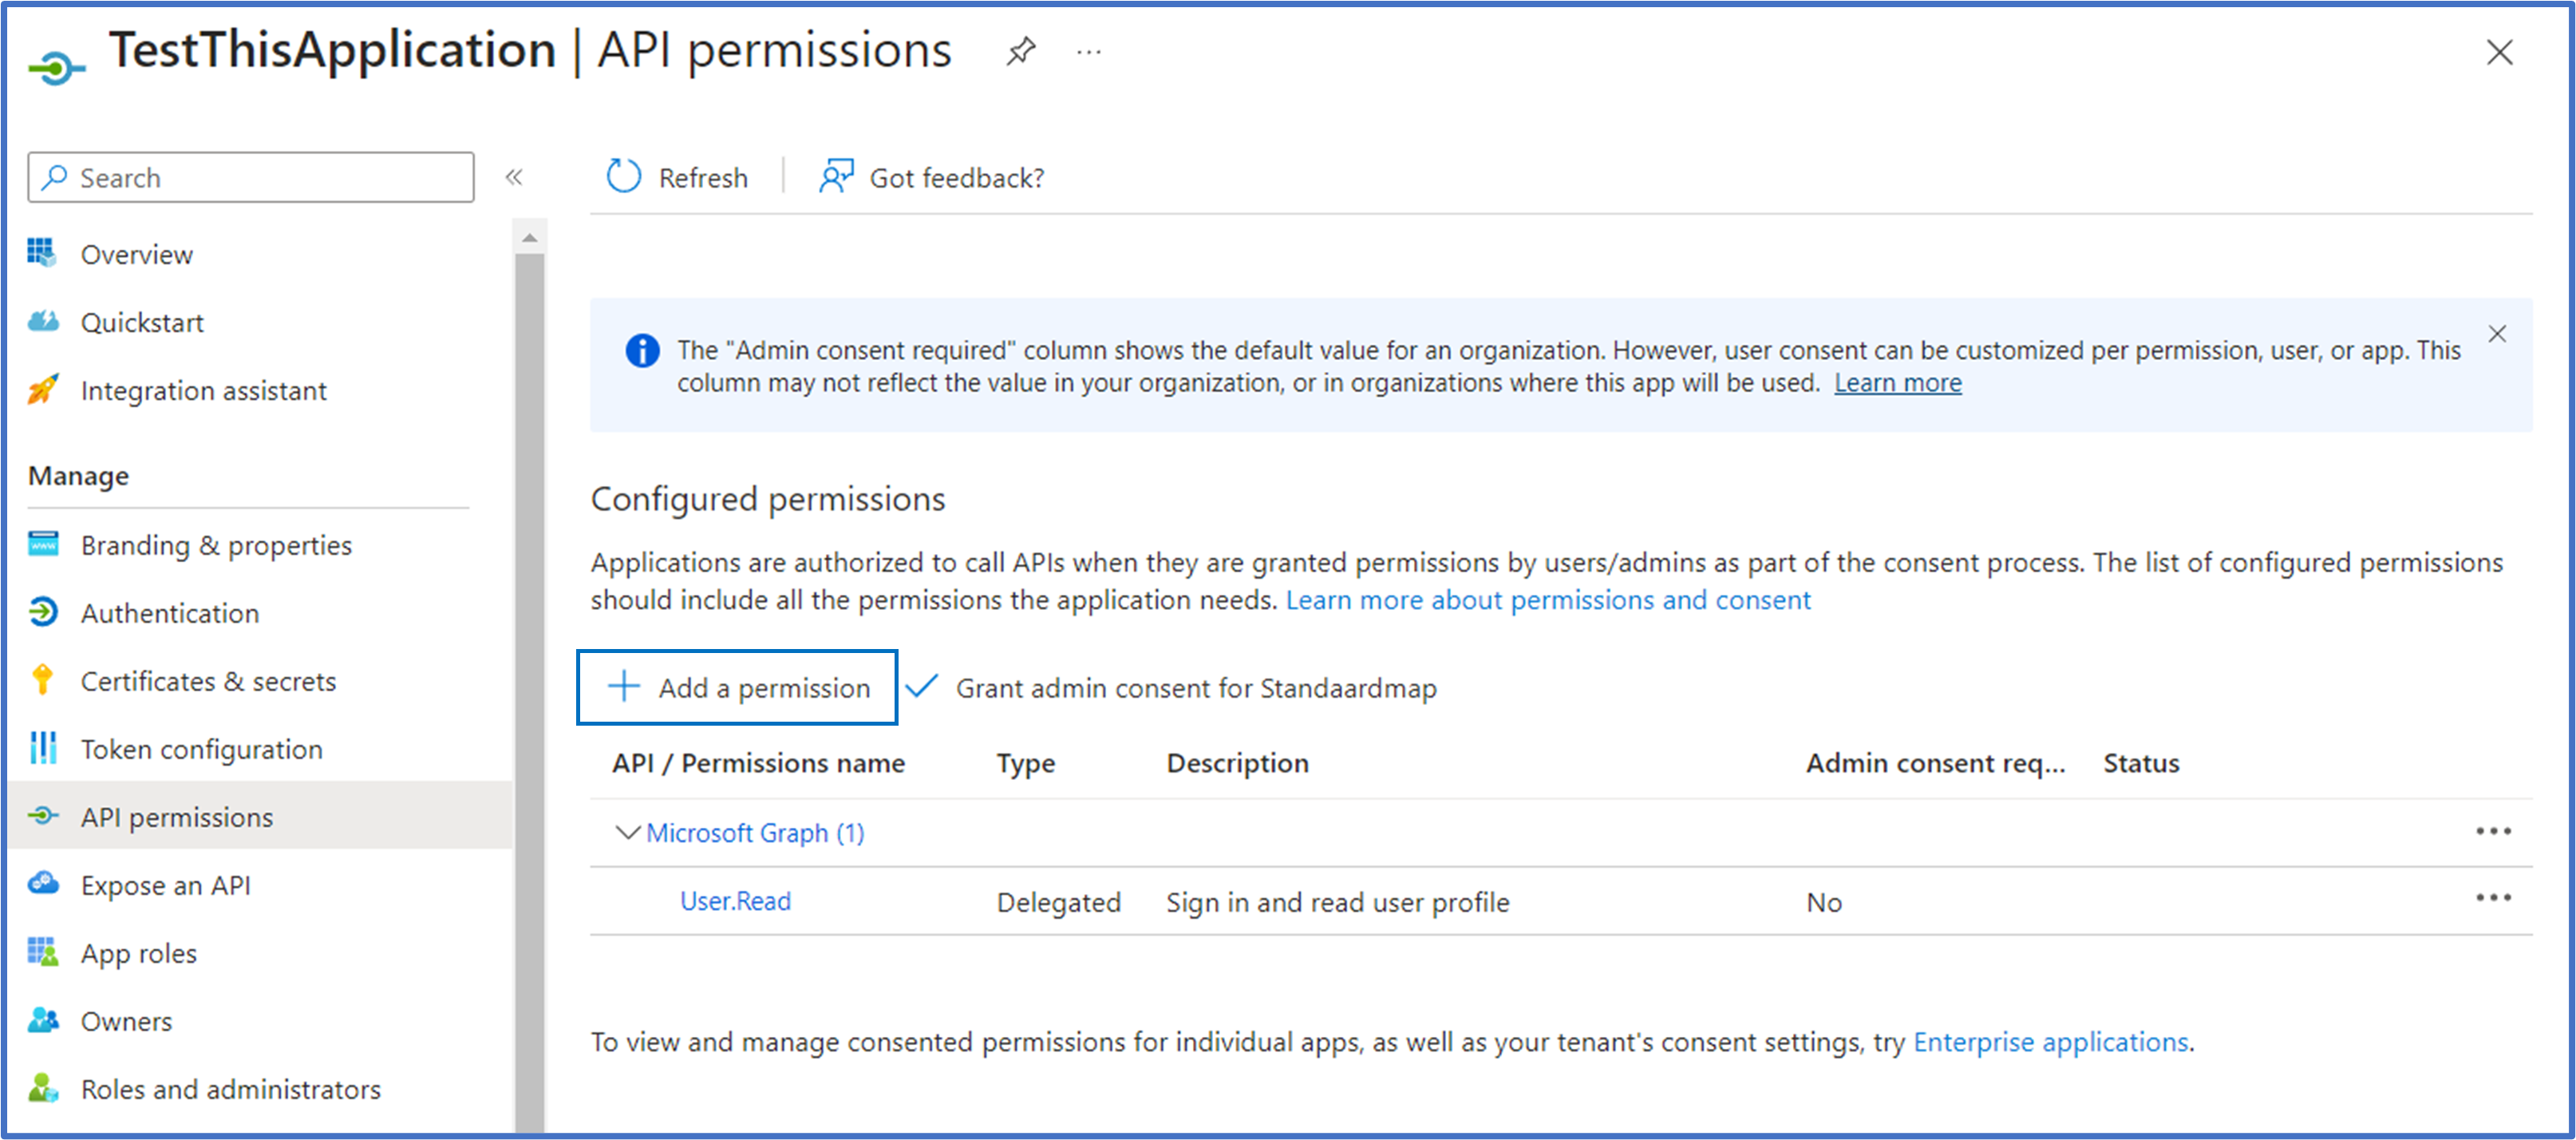 TestThisApplication | API permissions
Search
Refresh
Got feedback?
Overview
Quickstart
Integration assistant
Manage
Branding & properties
Authentication
Certificates & secrets
Token configuration
API permissions
Expose an API
App roles
Owners
Roles and administrators
The "Admin consent required" column shows the default value for an organization. However, user consent can be customized per permission, user, or app. This
column may not reflect the value in your organization, or in organizations where this app will be used. Learn more
Configured permissions
Applications are authorized to call APIs when they are granted permissions by users/admins as part of the consent process. The list of configured permissions
should include all the permissions the application needs. Learn more about permissions and consent
Add a permission
Grant admin consent for Standaardmap
API / Permissions name Type Description Admin consent req... Status
Microsoft Graph (1)
User.Read Delegated Sign in and read user profile No
To view and manage consented permissions for individual apps, as well as your tenant's consent settings, try Enterprise applications.